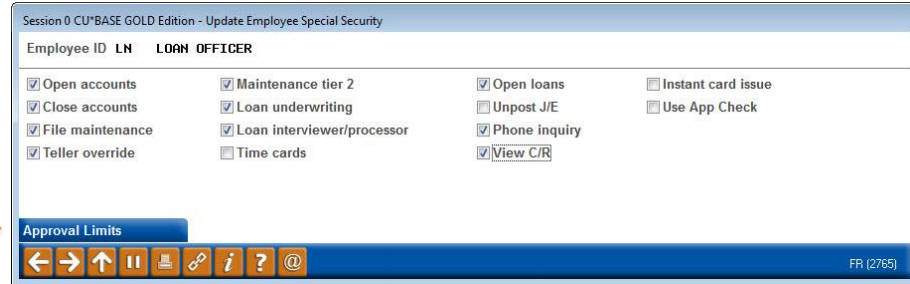 Session 0 CU*BASE GOLD Edition - Update Employee Special Security
Employee ID LN LOAN OFFICER
Open accounts Maintenance tier 2 Open loans Instant card issue
Close accounts Loan underwriting Unpost J/E Use App Check
File maintenance Loan interviewer/processor Phone inquiry
Teller override Time cards View C/R
Approval Limits
FR (2765)